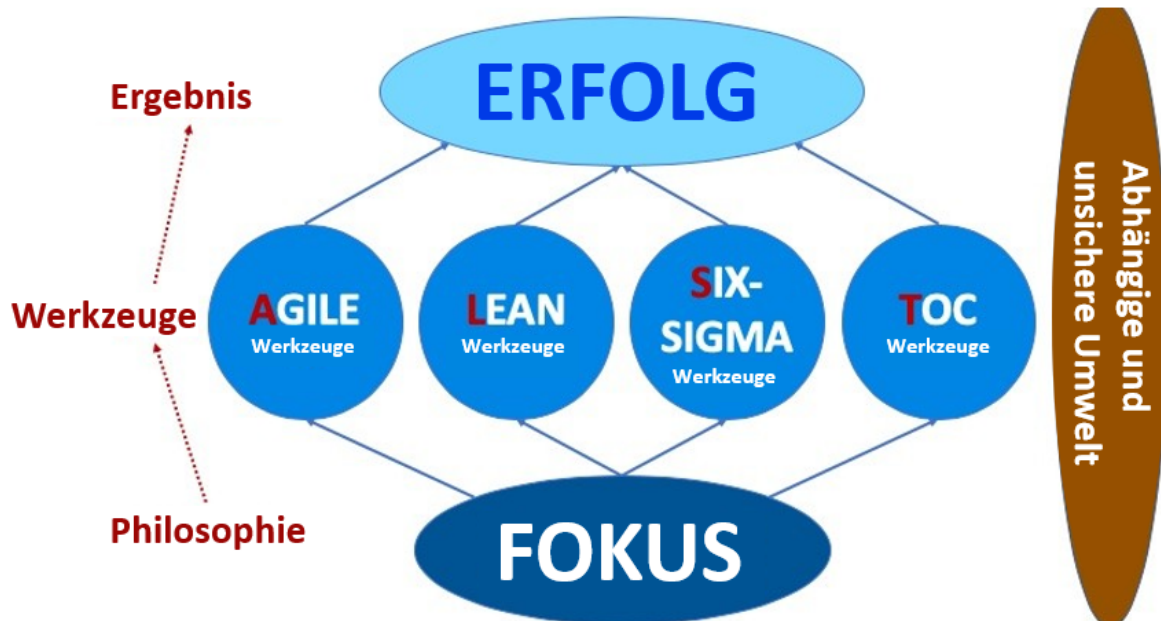 ERFOLG
Ergebnis
Werkzeuge
Philosophie
AGILE
Werkzeuge
LEAN
Werkzeuge
SIX-
SIGMA
Werkzeuge
TOC
Werkzeuge
FOKUS
Abhängige und
unsichere Umwelt